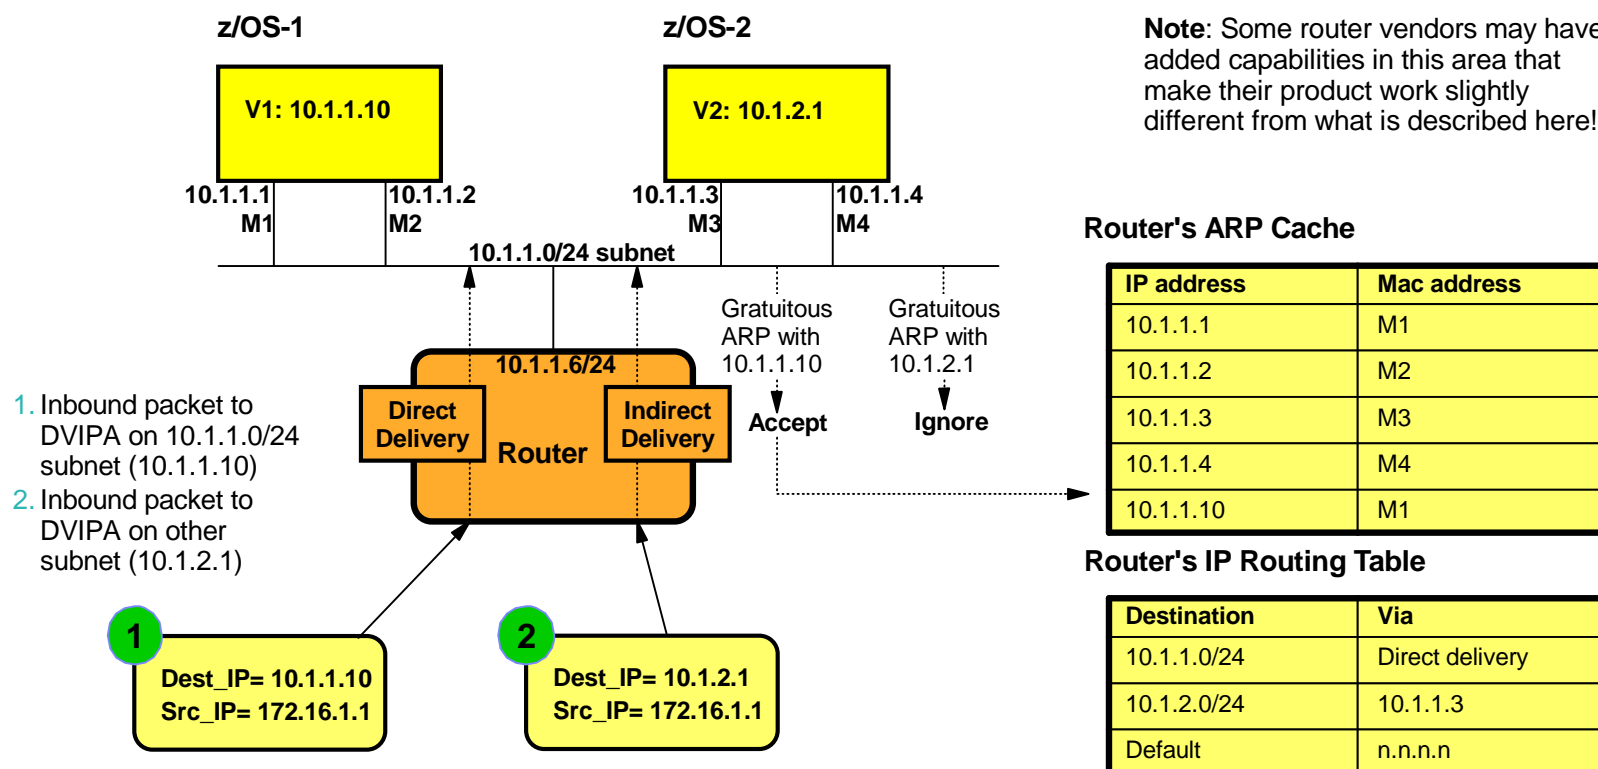 z/OS-1
z/OS-2
Note: Some router vendors may have
added capabilities in this area that
make their product work slightly
different from what is described here!
V1: 10.1.1.10
V2: 10.1.2.1
10.1.1.1
M1
10.1.1.2
M2
10.1.1.3
M3
10.1.1.4
M4
10.1.1.0/24 subnet
Gratuitous
ARP with
10.1.1.10
Accept
Gratuitous
ARP with
10.1.2.1
Ignore
10.1.1.6/24
Direct
Delivery
Router
Indirect
Delivery
1. Inbound packet to
DVIPA on 10.1.1.0/24
subnet (10.1.1.10)
2. Inbound packet to
DVIPA on other
subnet (10.1.2.1)
1
Dest_IP= 10.1.1.10
Src_IP= 172.16.1.1
2
Dest_IP= 10.1.2.1
Src_IP= 172.16.1.1
Router's ARP Cache
IP address Mac address
10.1.1.1 M1
10.1.1.2 M2
10.1.1.3 M3
10.1.1.4 M4
10.1.1.10 M1
Router's IP Routing Table
Destination Via
10.1.1.0/24 Direct delivery
10.1.2.0/24 10.1.1.3
Default n.n.n.n